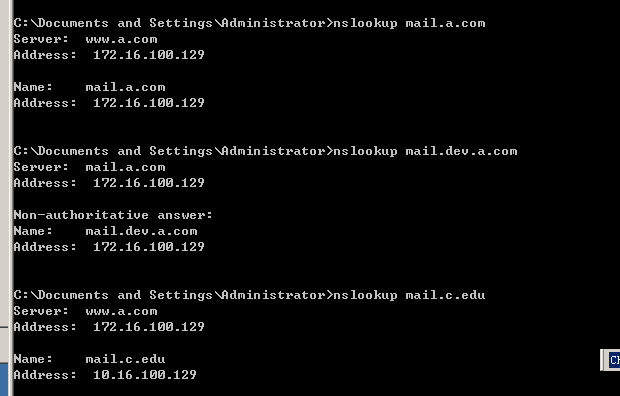 C:\Documents and Settings\Administrator>nslookup mail.a.com
Server:  www.a.com
Address:  172.16.100.129
Name:    mail.a.com
Address:  172.16.100.129
C:\Documents and Settings\Administrator>nslookup mail.dev.a.com
Server:  mail.a.com
Address:  172.16.100.129
Non-authoritative answer:
Name:    mail.dev.a.com
Address:  172.16.100.129
C:\Documents and Settings\Administrator>nslookup mail.c.edu
Server:  www.a.com
Address:  172.16.100.129
Name:    mail.c.edu
Address:  10.16.100.129